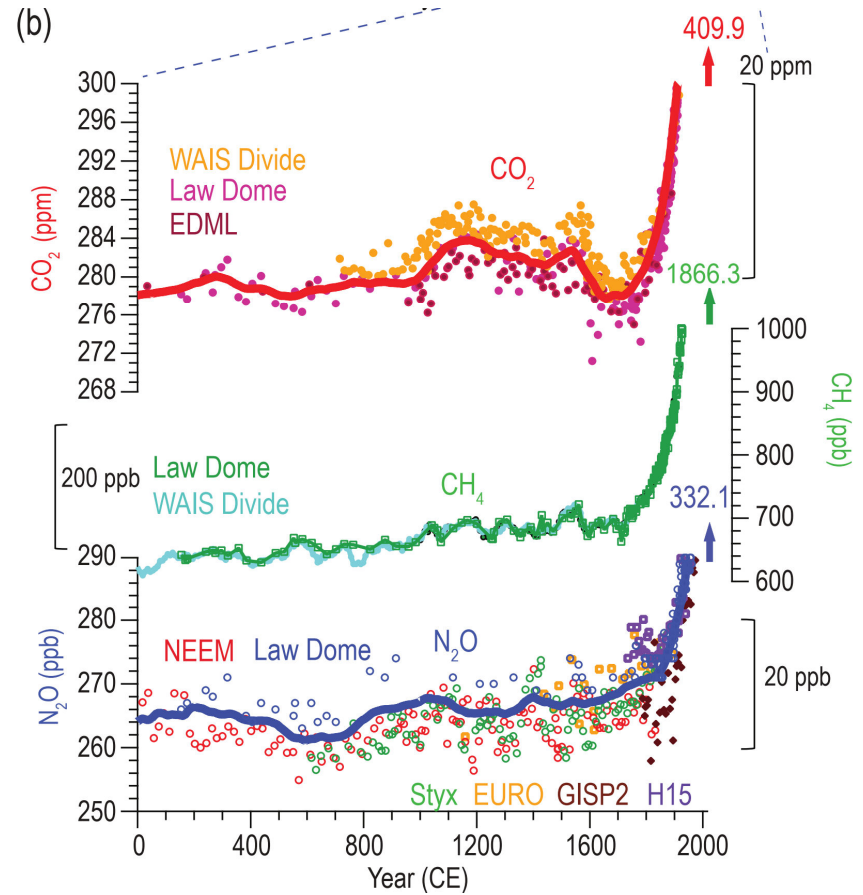 (b)
409.9
20 ppm
300
296
292
288
284
280
276
272
268
CO₂ (ppm)
WAIS Divide
Law Dome
EDML
CO₂
1866.3
1000
900
800
700
600
CH₄ (ppb)
200 ppb
Law Dome
WAIS Divide
CH₄
332.1
290
280
270
260
250
N₂O (ppb)
NEEM Law Dome N₂O
20 ppb
Styx EURO GISP2 H15
0 400 800 1200 1600 2000
Year (CE)